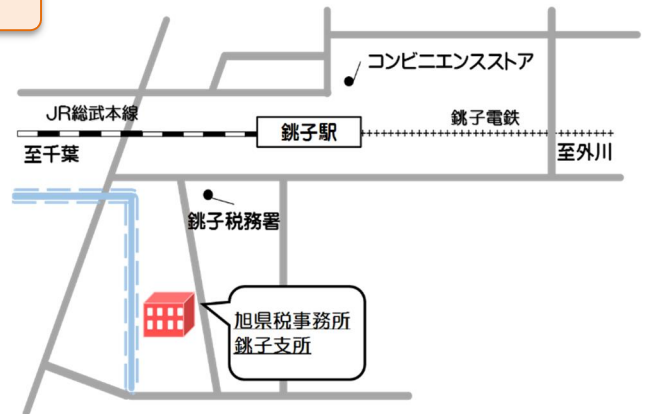 コンビニエンスストア
JR総武本線
銚子駅
銚子電鉄
至千葉
至外川
銚子税務署
旭県税事務所
銚子支所